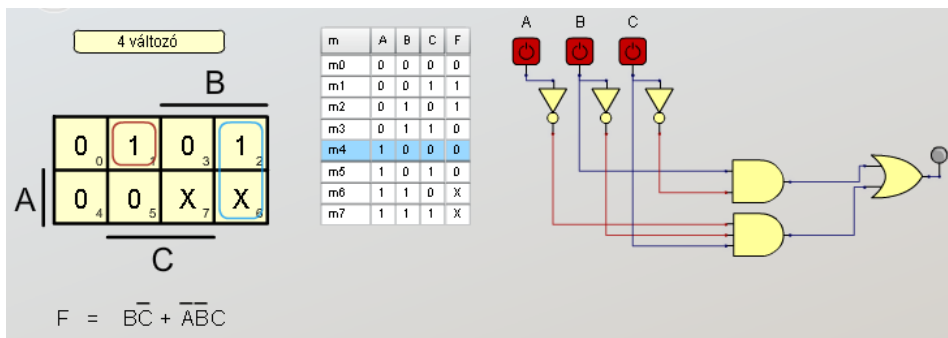 4 változó
B
0 0 1 1 0 3 1 2
A
0 4 0 5 X 7 X 6
C
F = BC̅ + A̅B̅C
m A B C F
m0 0 0 0 0
m1 0 0 1 1
m2 0 1 0 1
m3 0 1 1 0
m4 1 0 0 0
m5 1 0 1 0
m6 1 1 0 X
m7 1 1 1 X
A B C